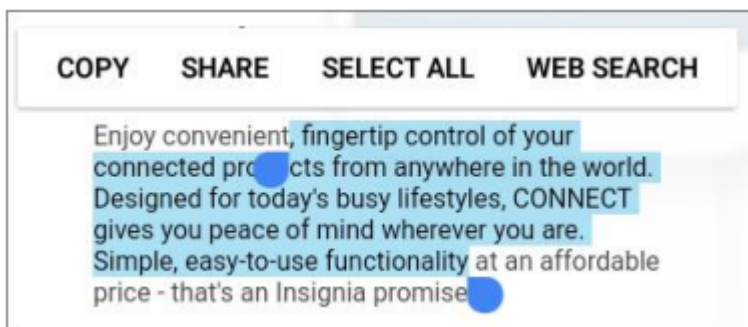 COPY SHARE SELECT ALL WEB SEARCH
Enjoy convenient, fingertip control of your
connected products from anywhere in the world.
Designed for today's busy lifestyles, CONNECT
gives you peace of mind wherever you are.
Simple, easy-to-use functionality at an affordable
price - that's an Insignia promise